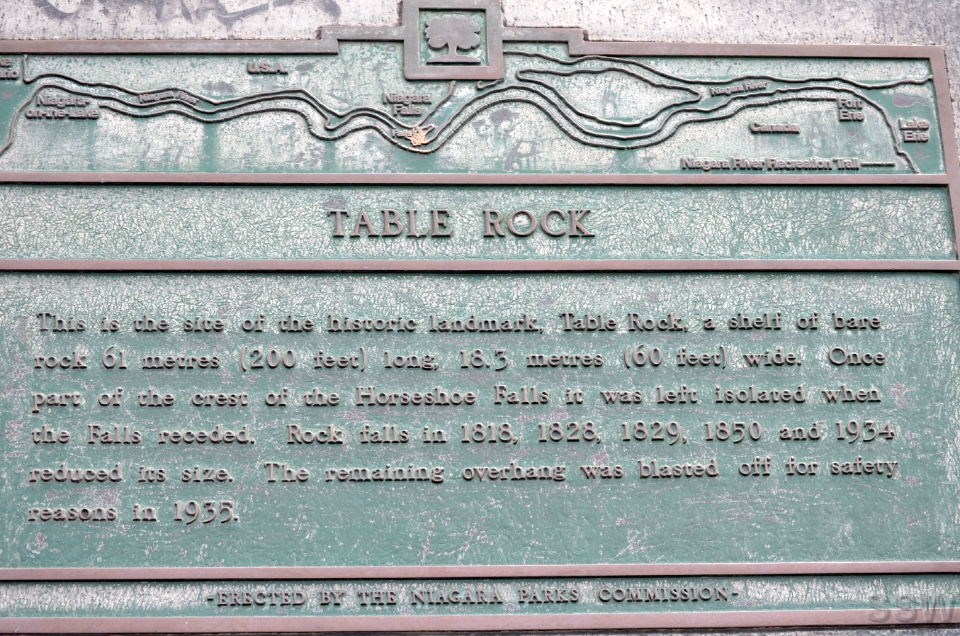 U.S.A.
Niagara-
on-the-Lake
Niagara River
Niagara
Falls
Niagara River
Fort
Erie
Canada
Lake
Erie
Niagara River Recreation Trail
TABLE ROCK
This is the site of the historic landmark, Table Rock, a shelf of bare
rock 61 metres (200 feet) long, 18.3 metres (60 feet) wide. Once
part of the crest of the Horseshoe Falls it was left isolated when
the Falls receded. Rock falls in 1818, 1828, 1829, 1850 and 1934
reduced its size. The remaining overhang was blasted off for safety
reasons in 1935.
-ERECTED BY THE NIAGARA PARKS COMMISSION-
SSW